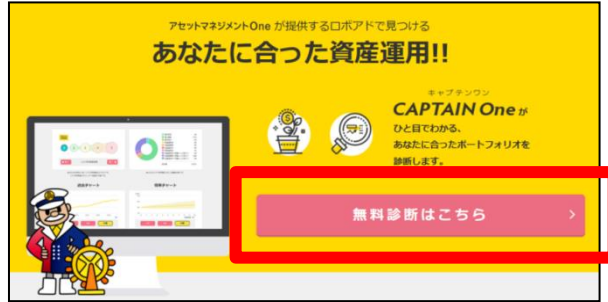 アセットマネジメントOne が提供するロボアドで見つける
あなたに合った資産運用!!
キャプテンワン
CAPTAIN One が
ひと目でわかる、
あなたに合ったポートフォリオを
診断します。
無料診断はこちら